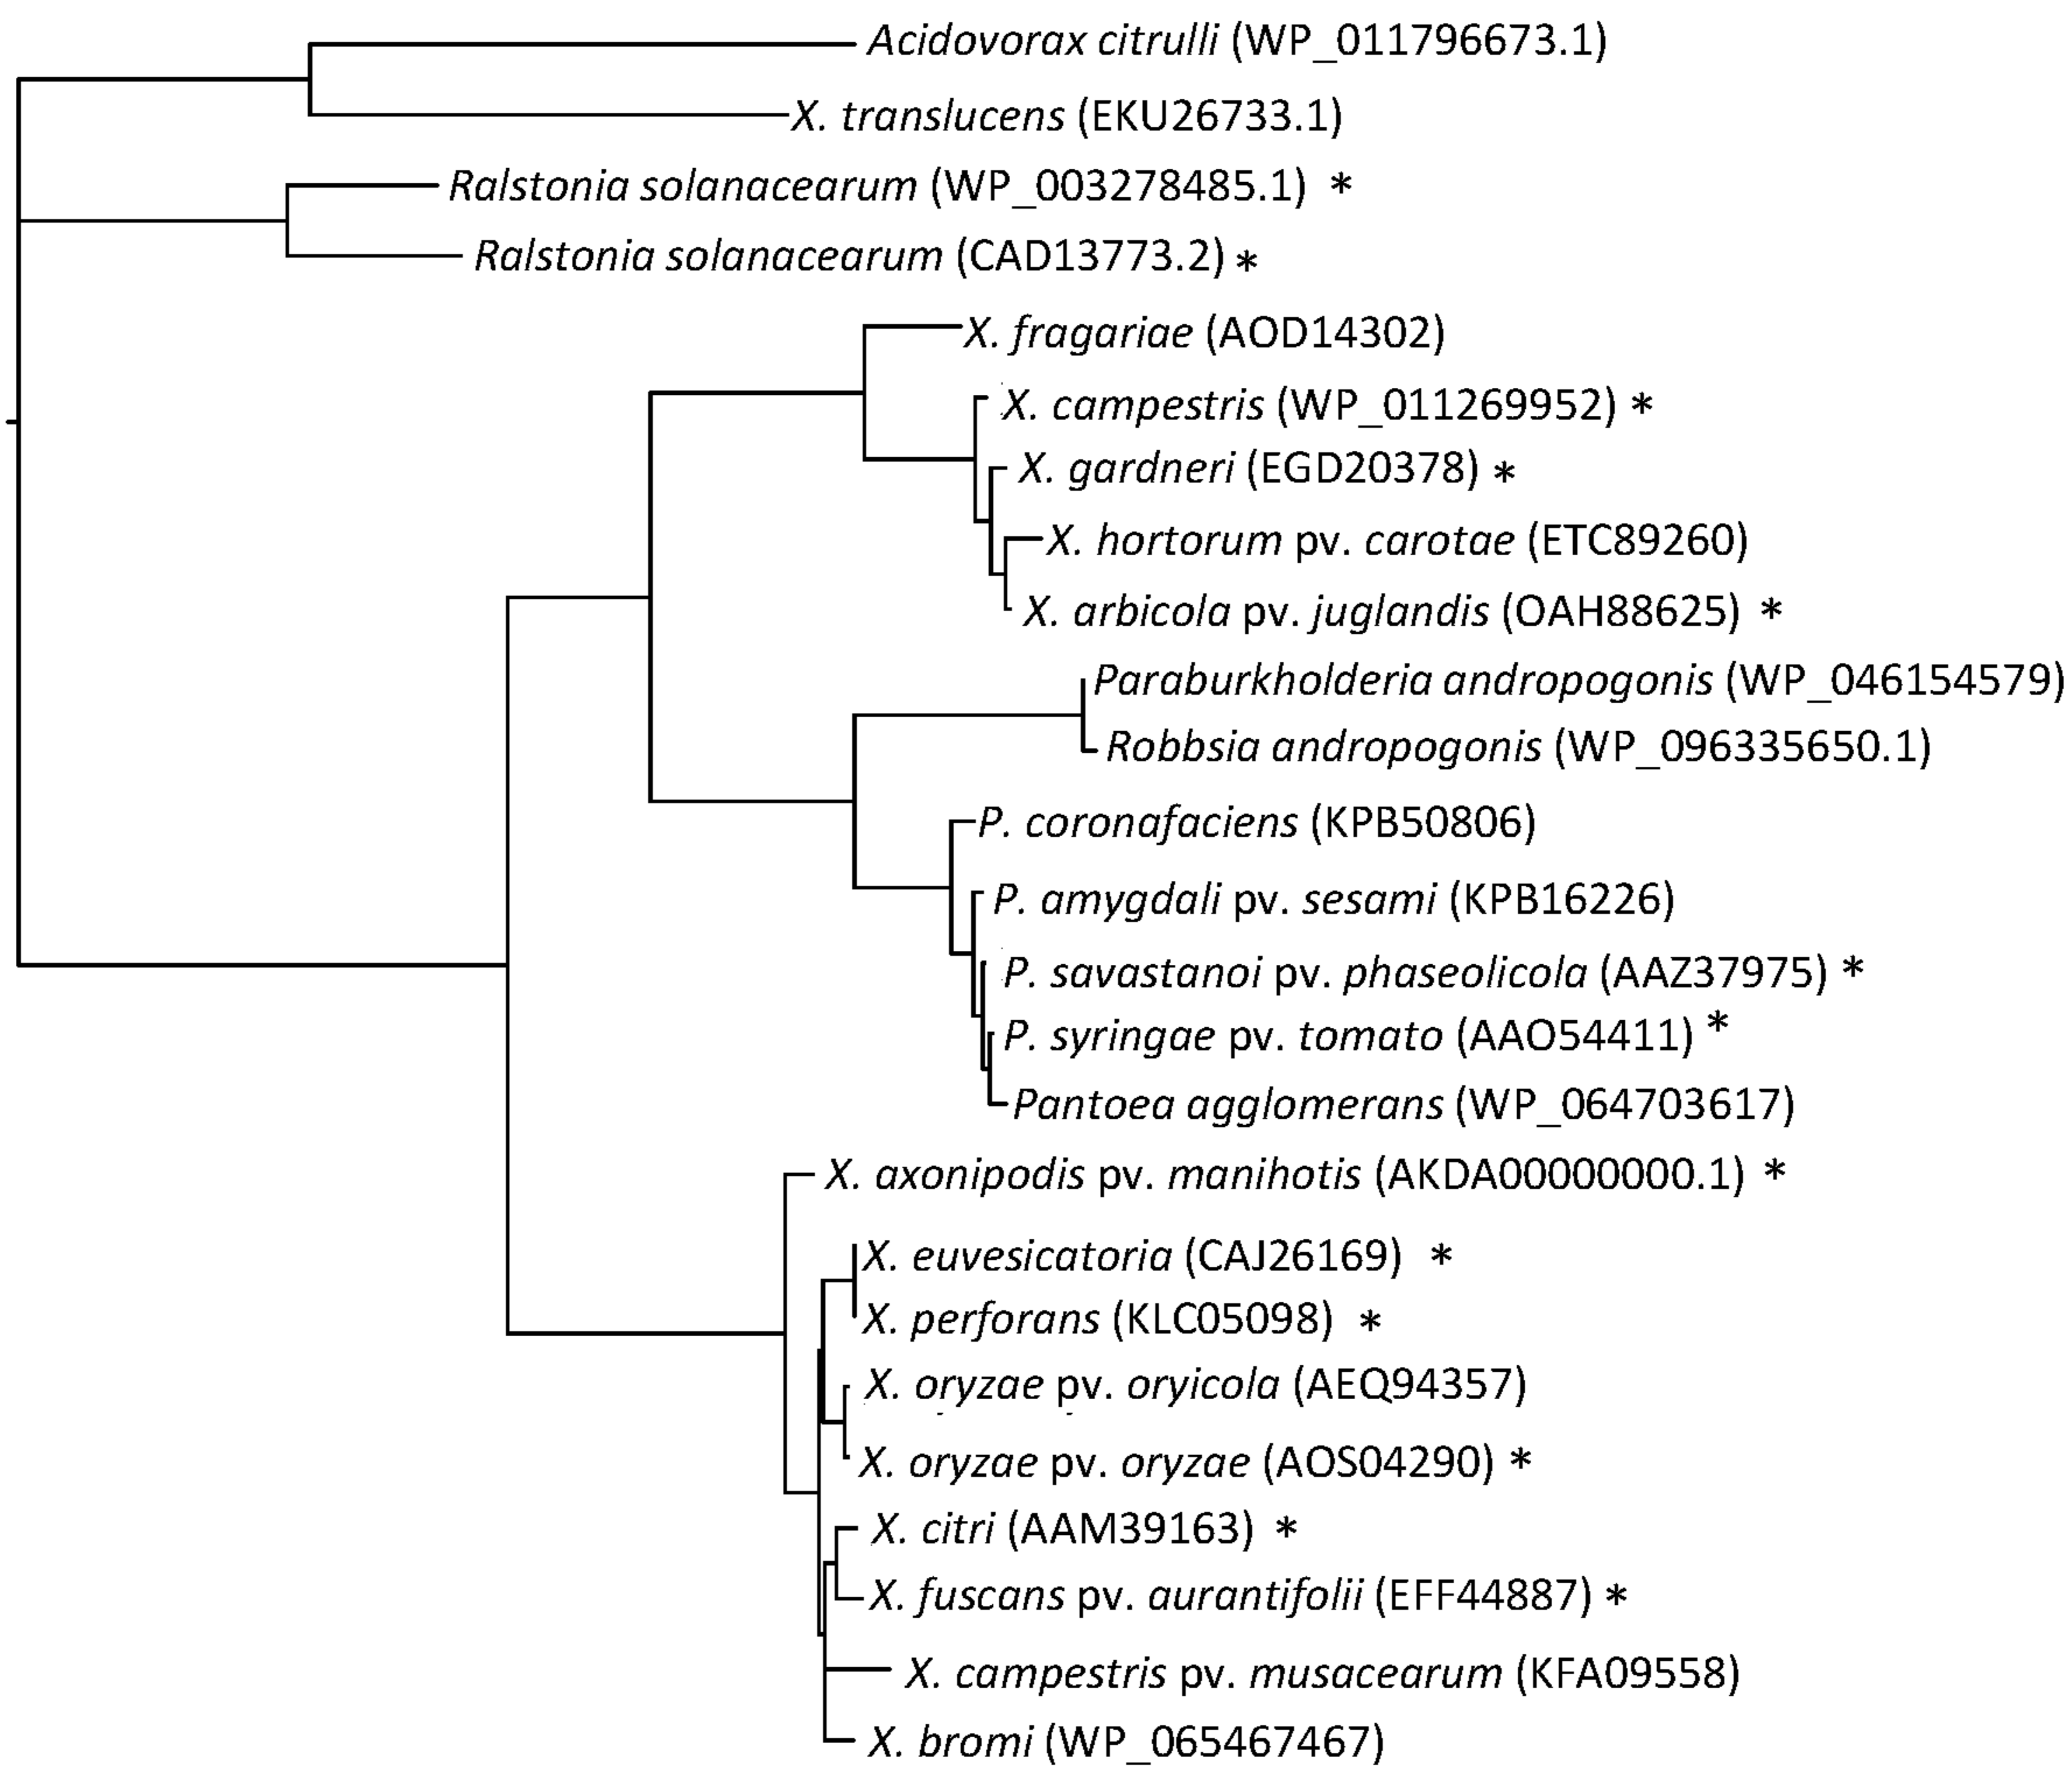 Acidovorax citrulli (WP_011796673.1)
X. translucens (EKU26733.1)
Ralstonia solanacearum (WP_003278485.1) *
Ralstonia solanacearum (CAD13773.2) *
X. fragariae (AOD14302)
X. campestris (WP_011269952) *
X. gardneri (EGD20378) *
X. hortorum pv. carotae (ETC89260)
X. arbicola pv. juglandis (OAH88625) *
Paraburkholderia andropogonis (WP_046154579)
Robbsia andropogonis (WP_096335650.1)
P. coronafaciens (KPB50806)
P. amygdali pv. sesami (KPB16226)
P. savastanoi pv. phaseolicola (AAZ37975) *
P. syringae pv. tomato (AAO54411) *
Pantoea agglomerans (WP_064703617)
X. axonipodis pv. manihotis (AKDA00000000.1) *
X. euvesicatoria (CAJ26169) *
X. perforans (KLC05098) *
X. oryzae pv. oryicola (AEQ94357)
X. oryzae pv. oryzae (AOS04290) *
X. citri (AAM39163) *
X. fuscans pv. aurantifolii (EFF44887) *
X. campestris pv. musacearum (KFA09558)
X. bromi (WP_065467467)